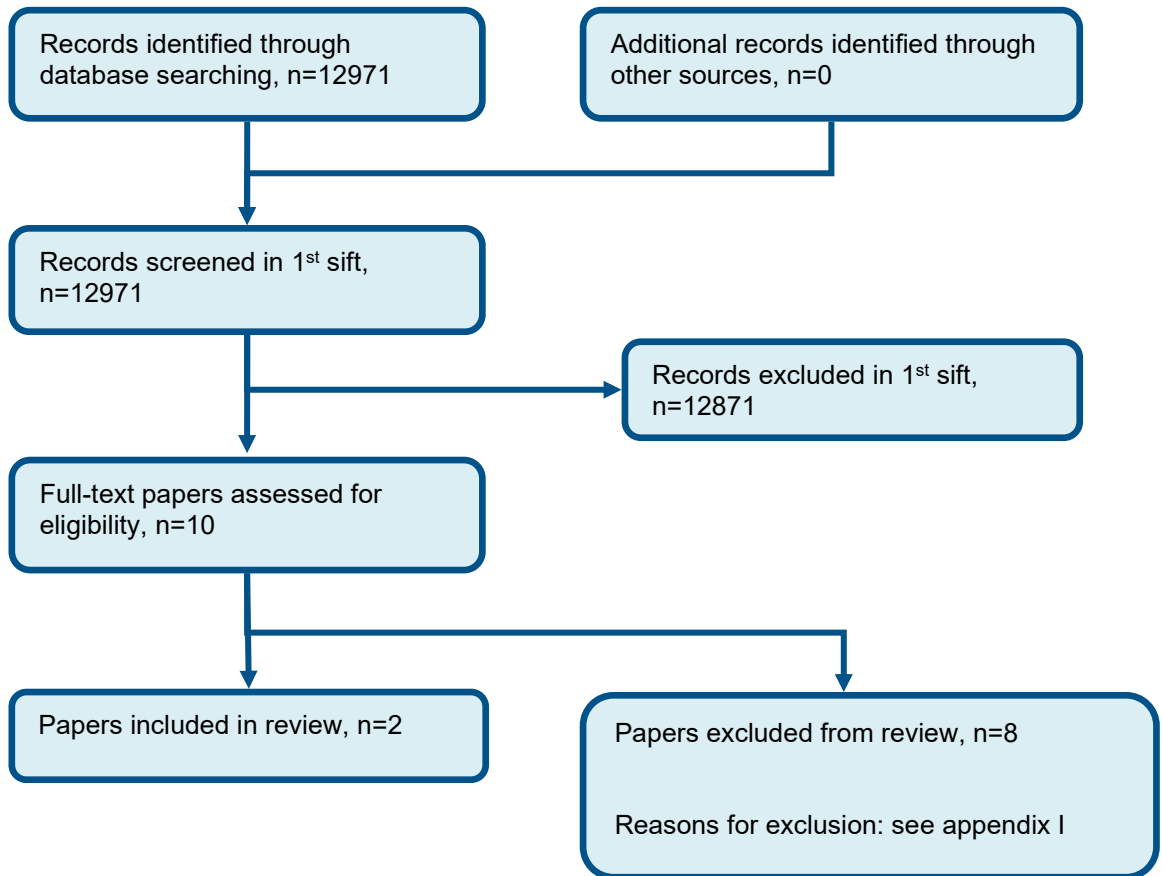 Records identified through
database searching, n=12971
Additional records identified through
other sources, n=0
Records screened in 1st sift,
n=12971
Records excluded in 1st sift,
n=12871
Full-text papers assessed for
eligibility, n=10
Papers included in review, n=2
Papers excluded from review, n=8
Reasons for exclusion: see appendix I